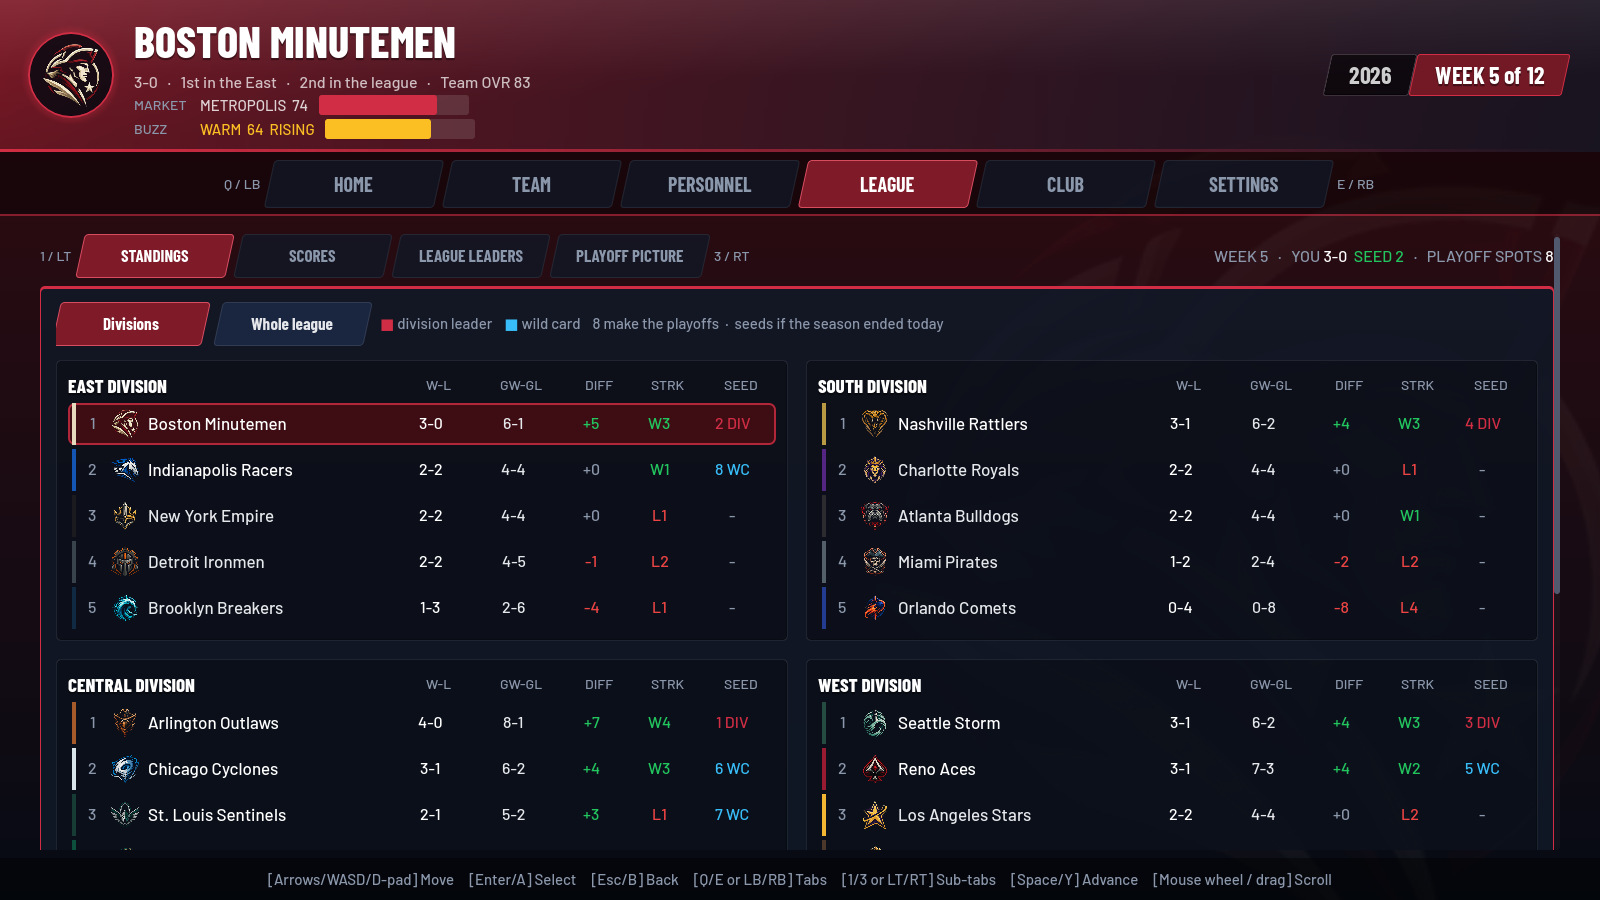 BOSTON MINUTEMEN
3-0 · 1st in the East · 2nd in the league · Team OVR 83
MARKET METROPOLIS 74
BUZZ WARM 64 RISING
2026 WEEK 5 of 12
Q / LB HOME TEAM PERSONNEL LEAGUE CLUB SETTINGS E / RB
1 / LT STANDINGS SCORES LEAGUE LEADERS PLAYOFF PICTURE 3 / RT WEEK 5 · YOU 3-0 SEED 2 · PLAYOFF SPOTS 8
Divisions Whole league division leader wild card 8 make the playoffs · seeds if the season ended today
EAST DIVISION W-L GW-GL DIFF STRK SEED
1 Boston Minutemen 3-0 6-1 +5 W3 2 DIV
2 Indianapolis Racers 2-2 4-4 +0 W1 8 WC
3 New York Empire 2-2 4-4 +0 L1 -
4 Detroit Ironmen 2-2 4-5 -1 L2 -
5 Brooklyn Breakers 1-3 2-6 -4 L1 -
SOUTH DIVISION W-L GW-GL DIFF STRK SEED
1 Nashville Rattlers 3-1 6-2 +4 W3 4 DIV
2 Charlotte Royals 2-2 4-4 +0 L1 -
3 Atlanta Bulldogs 2-2 4-4 +0 W1 -
4 Miami Pirates 1-2 2-4 -2 L2 -
5 Orlando Comets 0-4 0-8 -8 L4 -
CENTRAL DIVISION W-L GW-GL DIFF STRK SEED
1 Arlington Outlaws 4-0 8-1 +7 W4 1 DIV
2 Chicago Cyclones 3-1 6-2 +4 W3 6 WC
3 St. Louis Sentinels 2-1 5-2 +3 L1 7 WC
WEST DIVISION W-L GW-GL DIFF STRK SEED
1 Seattle Storm 3-1 6-2 +4 W3 3 DIV
2 Reno Aces 3-1 7-3 +4 W2 5 WC
3 Los Angeles Stars 2-2 4-4 +0 L2 -
[Arrows/WASD/D-pad] Move [Enter/A] Select [Esc/B] Back [Q/E or LB/RB] Tabs [1/3 or LT/RT] Sub-tabs [Space/Y] Advance [Mouse wheel / drag] Scroll